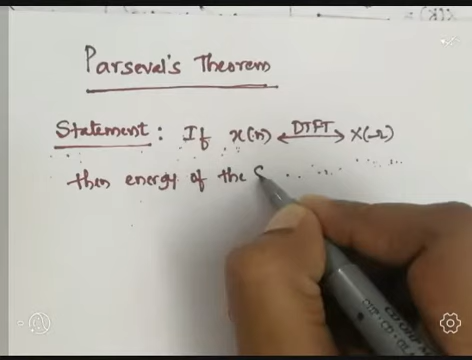 Parseval's Theorem
Statement: If x(n) <—DTFT—> X(Ω)
then energy of the S